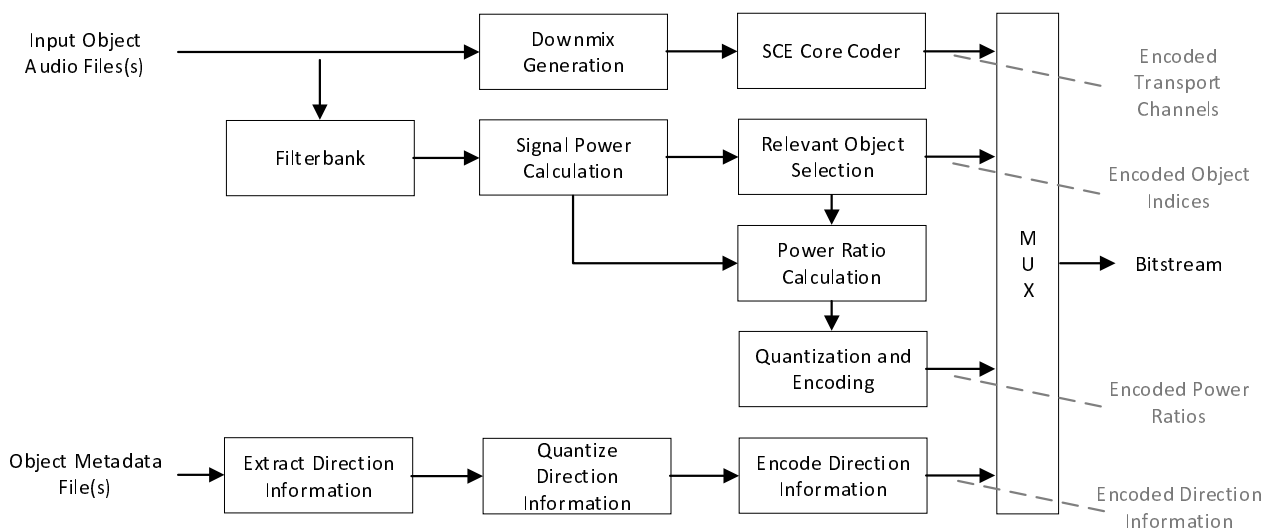 Input Object
Audio Files(s)
Downmix
Generation
SCE Core Coder
Encoded
Transport
Channels
Filterbank
Signal Power
Calculation
Relevant Object
Selection
Encoded Object
Indices
Power Ratio
Calculation
M
U
X
Bitstream
Quantization and
Encoding
Encoded Power
Ratios
Object Metadata
File(s)
Extract Direction
Information
Quantize
Direction
Information
Encode Direction
Information
Encoded Direction
Information